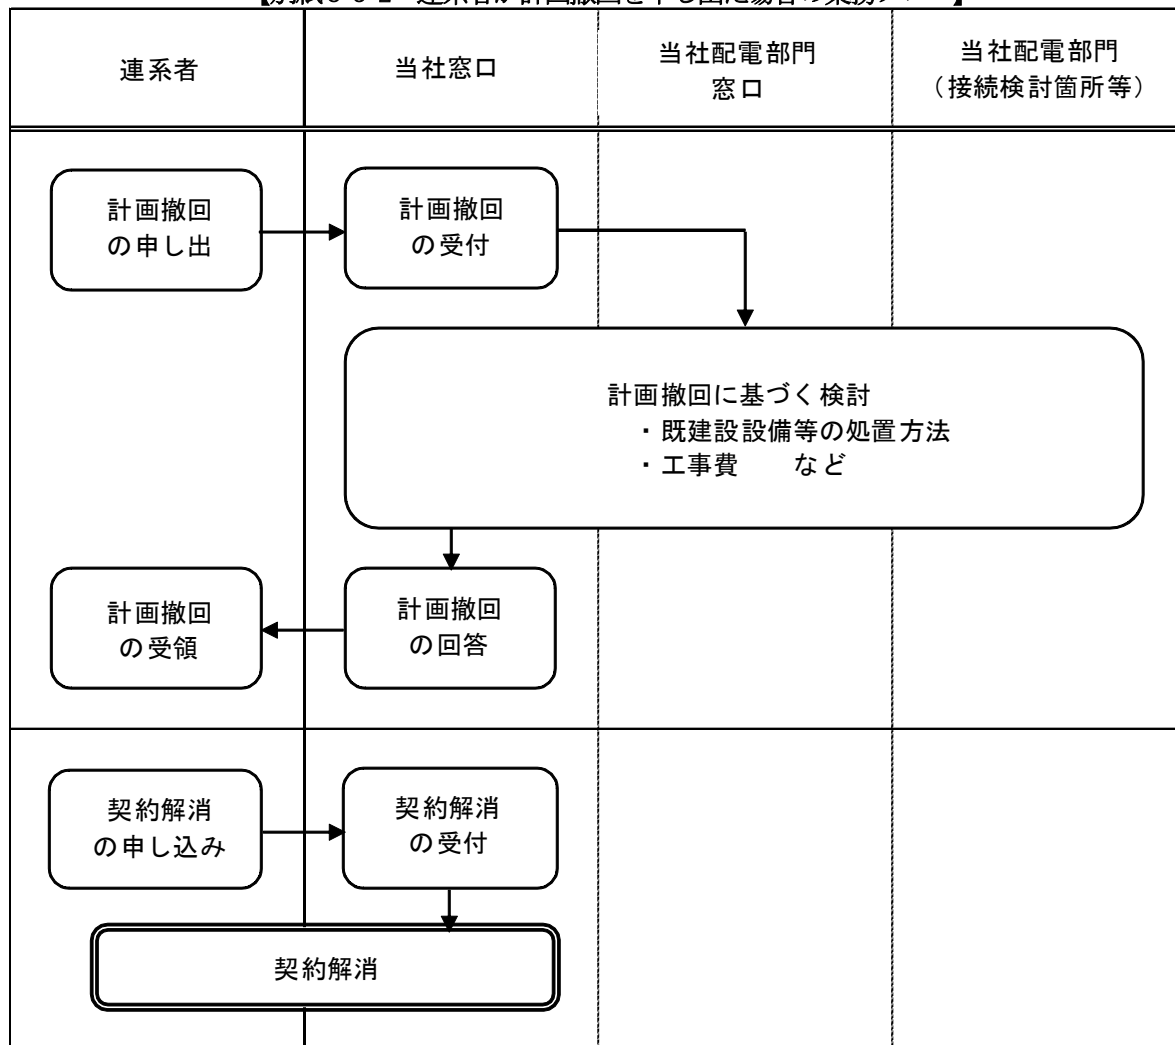 連系者
当社窓口
当社配電部門
窓口
当社配電部門
(接続検討箇所等)
計画撤回
の申し出
計画撤回
の受付
計画撤回に基づく検討
・既建設設備等の処置方法
・工事費 など
計画撤回
の受領
計画撤回
の回答
契約解消
の申し込み
契約解消
の受付
契約解消